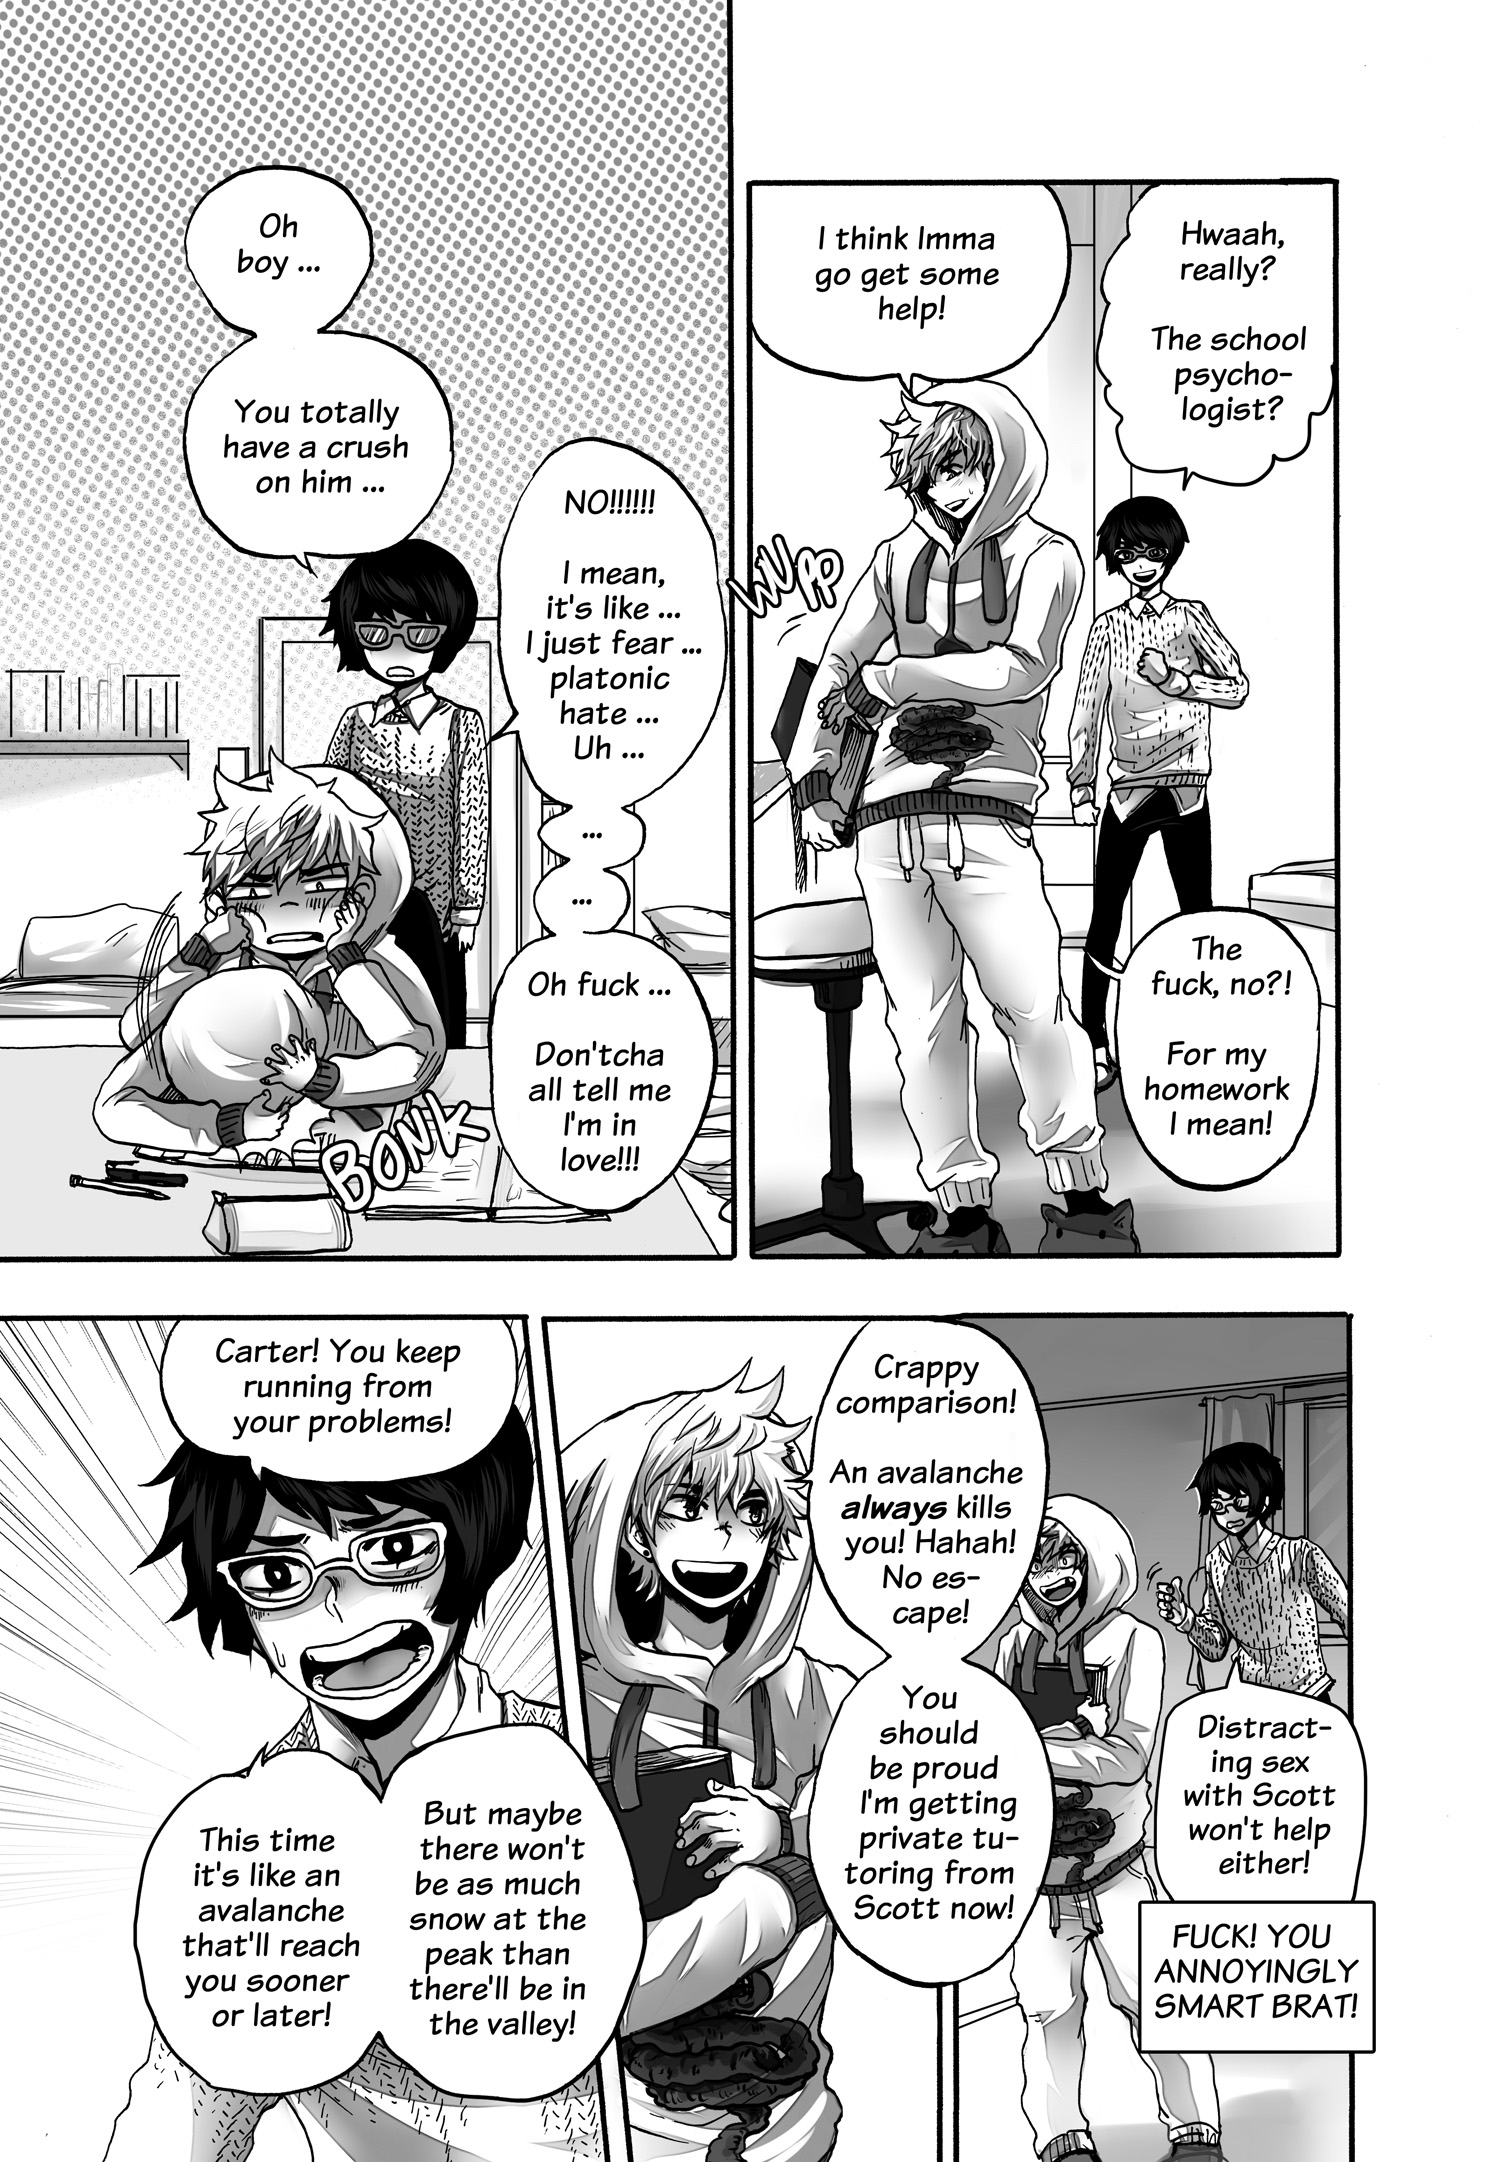 Oh
boy ...
You totally
have a crush
on him ...
NO!!!!!!
I mean,
it's like ...
I just fear ...
platonic
hate ...
Uh ...
...
...
Oh fuck ...
Don'tcha
all tell me
I'm in
love!!!
BONK
I think Imma
go get some
help!
Hwaah,
really?
The school
psycho-
logist?
WUPP
The
fuck, no?!
For my
homework
I mean!
Carter! You keep
running from
your problems!
This time
it's like an
avalanche
that'll reach
you sooner
or later!
But maybe
there won't
be as much
snow at the
peak than
there'll be in
the valley!
Crappy
comparison!
An avalanche
always kills
you! Hahah!
No es-
cape!
You
should
be proud
I'm getting
private tu-
toring from
Scott now!
Distract-
ing sex
with Scott
won't help
either!
FUCK! YOU
ANNOYINGLY
SMART BRAT!